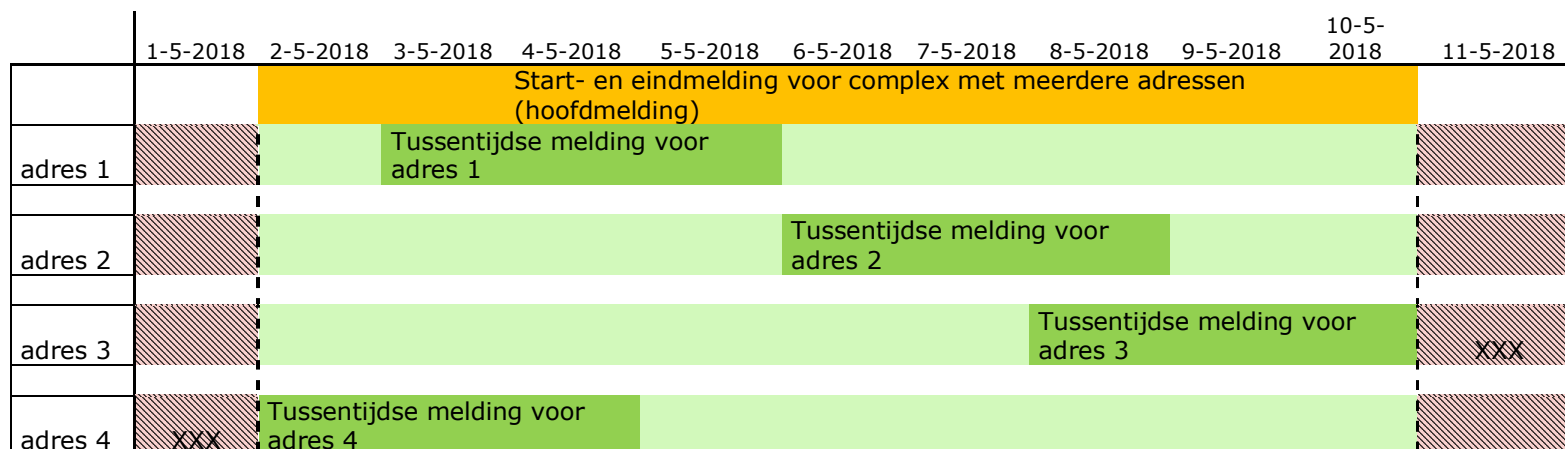 10-5-
1-5-2018 2-5-2018 3-5-2018 4-5-2018 5-5-2018 6-5-2018 7-5-2018 8-5-2018 9-5-2018 2018 11-5-2018
Start- en eindmelding voor complex met meerdere adressen
(hoofdmelding)
Tussentijdse melding voor
adres 1 adres 1
Tussentijdse melding voor
adres 2 adres 2
Tussentijdse melding voor
adres 3 adres 3 XXX
Tussentijdse melding voor
adres 4 XXX adres 4